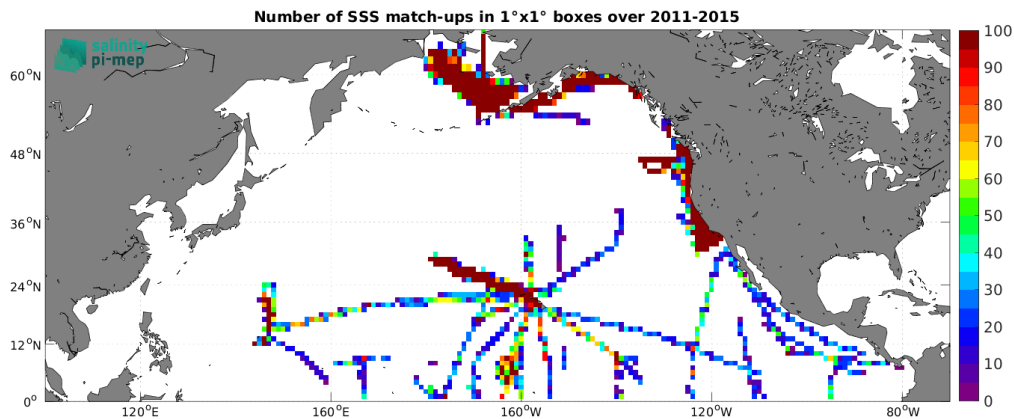 Number of SSS match-ups in 1°x1° boxes over 2011-2015
salinity
pi-mep
60°N
48°N
36°N
24°N
12°N
0°
120°E
160°E
160°W
120°W
80°W
100
90
80
70
60
50
40
30
20
10
0